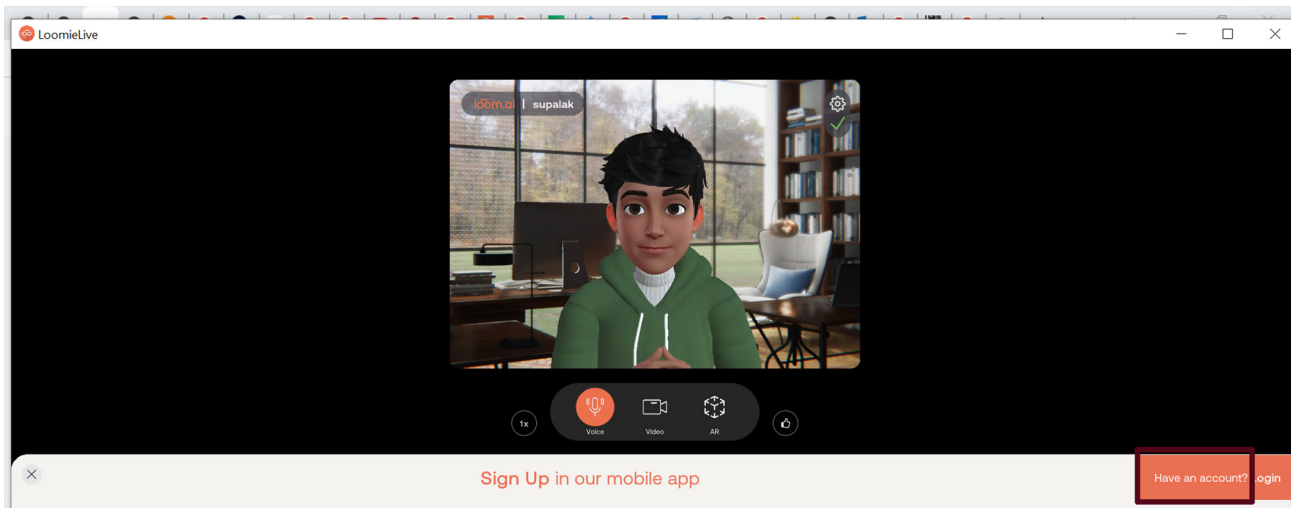 LoomieLive
loom.ai | supalak
1x
Voice
Video
AR
Sign Up in our mobile app
Have an account? Login